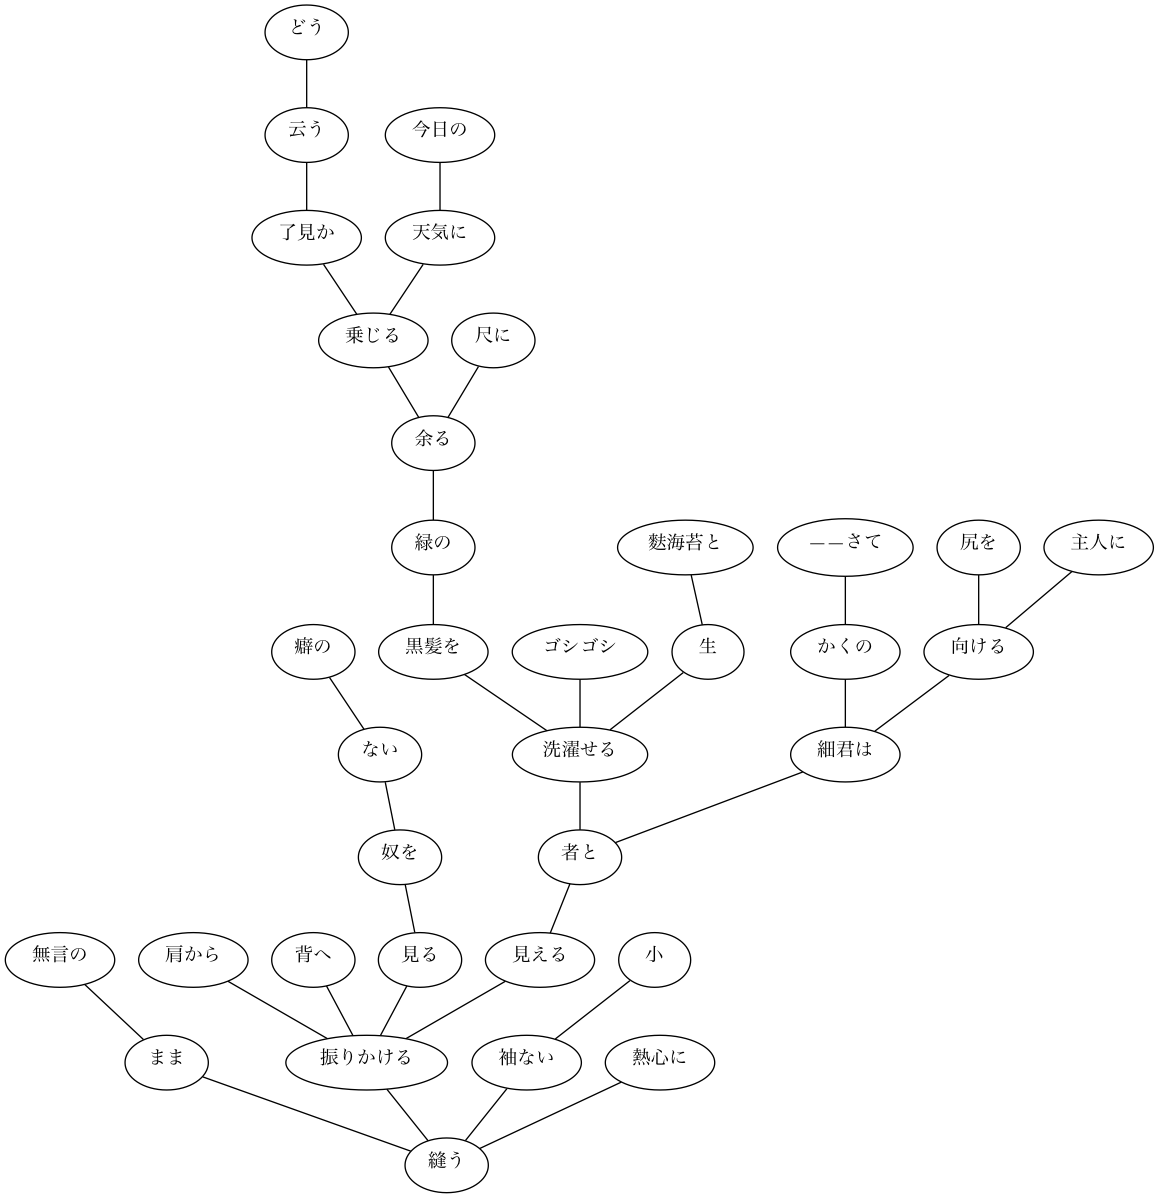 どう
云う
今日の
了見か
天気に
乗じる
尺に
余る
緑の
麩海苔と
――さて
尻を
主人に
癖の
黒髪を
ゴシゴシ
生
かくの
向ける
ない
洗濯せる
細君は
奴を
者と
無言の
肩から
背へ
見る
見える
小
まま
振りかける
袖ない
熱心に
縫う